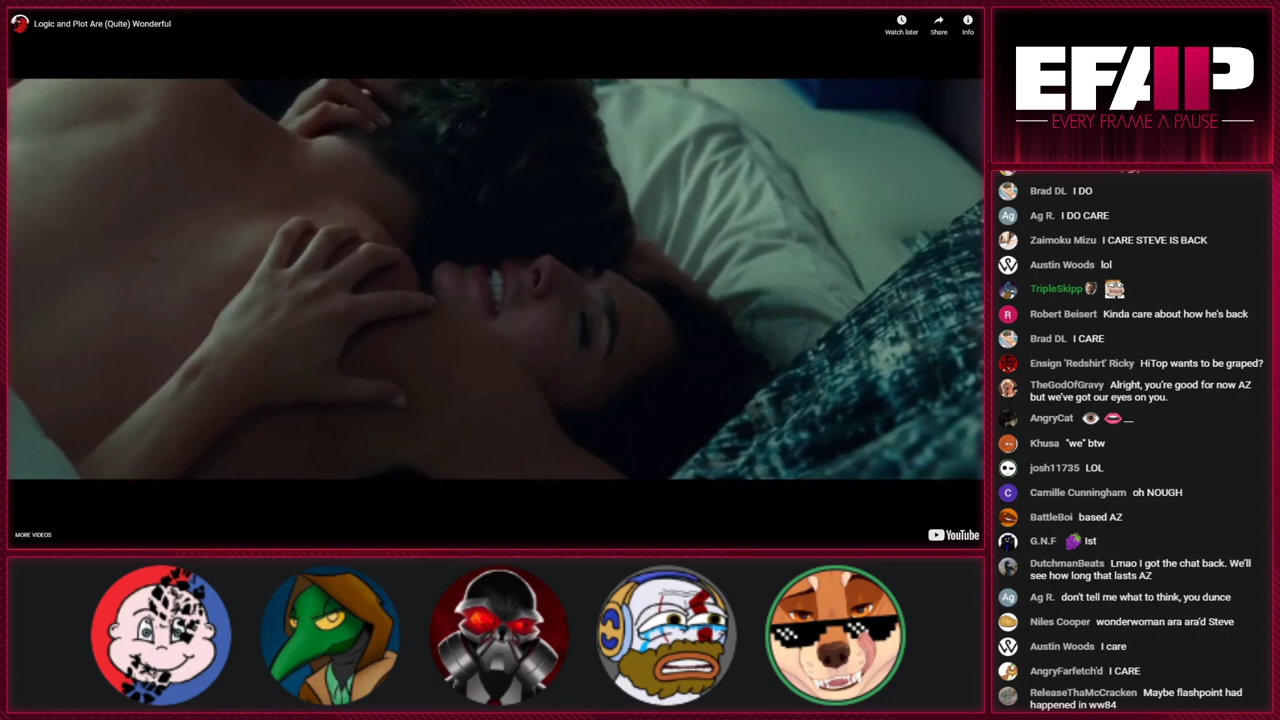 Logic and Plot Are (Quite) Wonderful
Watch later
Share
Info
MORE VIDEOS
YouTube
EFAP
EVERY FRAME A PAUSE
Brad DL I DO
Ag Ag R. I DO CARE
Zaimoku Mizu I CARE STEVE IS BACK
Austin Woods lol
TripleSkipp
R Robert Beisert Kinda care about how he's back
Brad DL I CARE
Ensign 'Redshirt' Ricky HiTop wants to be graped?
TheGodOfGravy Alright, you're good for now AZ
but we've got our eyes on you.
AngryCat 👁️ 👄__
Khusa "we" btw
josh11735 LOL
C Camille Cunningham oh NOUGH
BattleBoi based AZ
G.N.F 🍇 Ist
DutchmanBeats Lmao I got the chat back. We'll
see how long that lasts AZ
Ag Ag R. don't tell me what to think, you dunce
Niles Cooper wonderwoman ara ara'd Steve
Austin Woods I care
AngryFarfetch'd I CARE
ReleaseThaMcCracken Maybe flashpoint had
happened in ww84